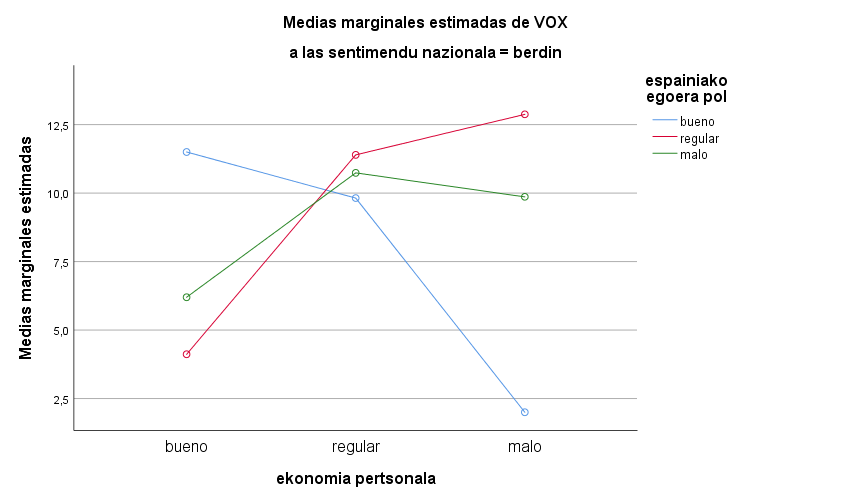 Medias marginales estimadas de VOX
a las sentimendu nazionala = berdin
espainiako
egoera pol
bueno
regular
malo
Medias marginales estimadas
12,5
10,0
7,5
5,0
2,5
bueno regular malo
ekonomia pertsonala